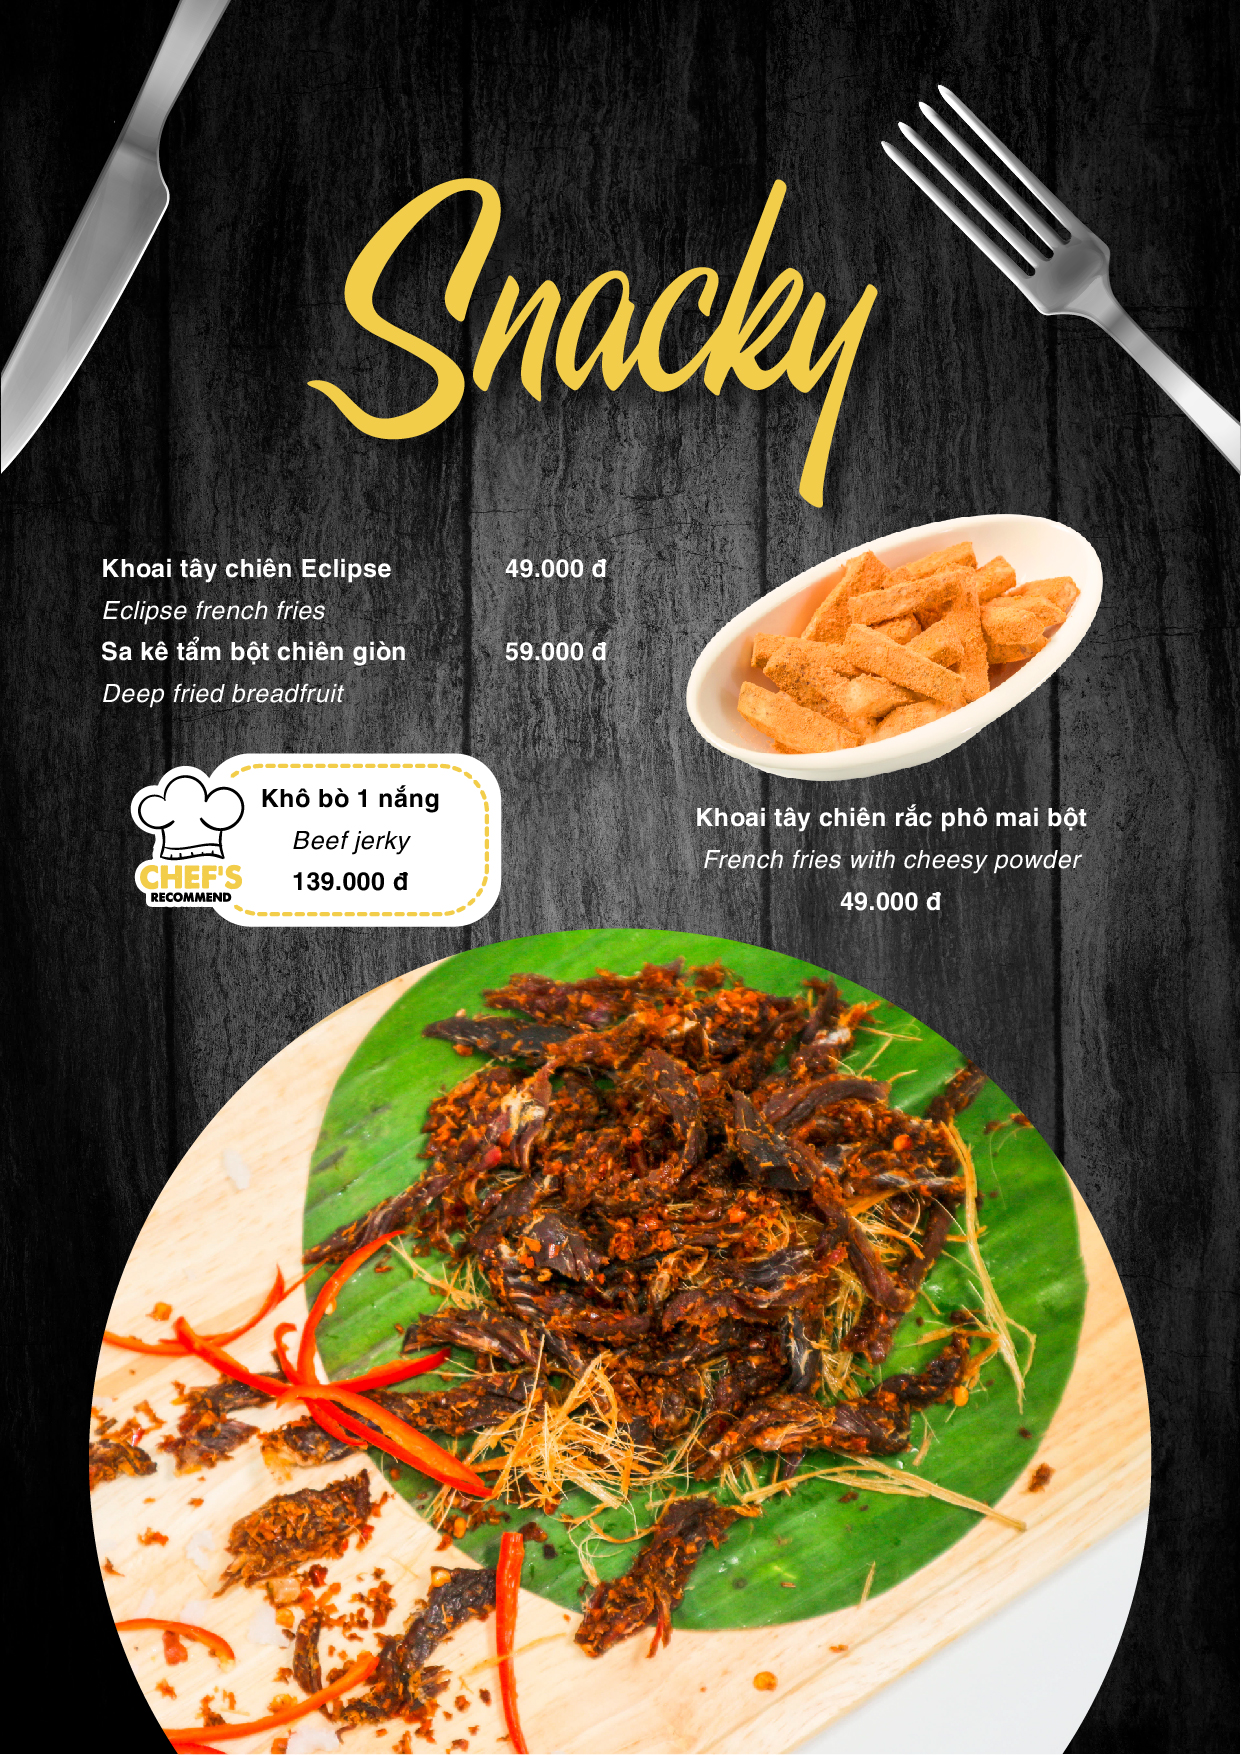 Snacky
Khoai tây chiên Eclipse 49.000 đ
Eclipse french fries
Sa kê tẩm bột chiên giòn 59.000 đ
Deep fried breadfruit
Khô bò 1 nắng
Beef jerky
139.000 đ
CHEF'S
RECOMMEND
Khoai tây chiên rắc phô mai bột
French fries with cheesy powder
49.000 đ